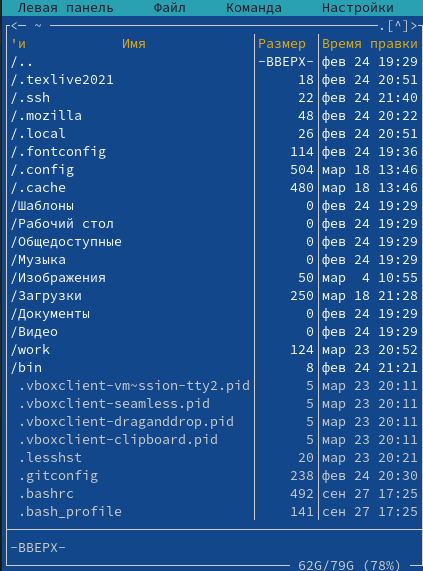 Левая панель Файл Команда Настройки
<─ ~ .[^]>
'и Имя Размер Время правки
/.. -ВВЕРХ- фев 24 19:29
/.texlive2021 18 фев 24 20:51
/.ssh 22 фев 24 21:40
/.mozilla 48 фев 24 20:22
/.local 26 фев 24 20:51
/.fontconfig 114 фев 24 19:36
/.config 504 мар 18 13:46
/.cache 480 мар 18 13:46
/Шаблоны 0 фев 24 19:29
/Рабочий стол 0 фев 24 19:29
/Общедоступные 0 фев 24 19:29
/Музыка 0 фев 24 19:29
/Изображения 50 мар 4 10:55
/Загрузки 250 мар 18 21:28
/Документы 0 фев 24 19:29
/Видео 0 фев 24 19:29
/work 124 мар 23 20:52
/bin 8 фев 24 21:21
.vboxclient-vm~ssion-tty2.pid 5 мар 23 20:11
.vboxclient-seamless.pid 5 мар 23 20:11
.vboxclient-draganddrop.pid 5 мар 23 20:11
.vboxclient-clipboard.pid 5 мар 23 20:11
.lesshst 20 мар 23 20:21
.gitconfig 238 фев 24 20:30
.bashrc 492 сен 27 17:25
.bash_profile 141 сен 27 17:25
-ВВЕРХ-
62G/79G (78%)